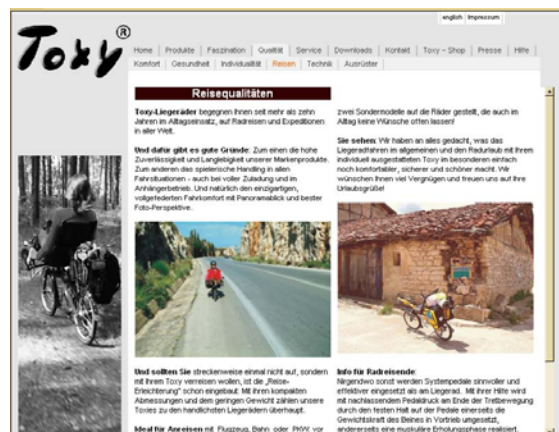 english Impressum
Toxy®
Home Produkte Faszination Qualität Service Downloads Kontakt Toxy - Shop Presse Hilfe
Komfort Gesundheit Individualität Reisen Technik Ausrüster
Reisequalitäten
Toxy-Liegeräder begegnen Ihnen seit mehr als zehn
Jahren im Alltagseinsatz, auf Radreisen und Expeditionen
in aller Welt.
Und dafür gibt es gute Gründe: Zum einen die hohe
Zuverlässigkeit und Langlebigkeit unserer Markenprodukte.
Zum anderen das spielerische Handling in allen
Fahrsituationen - auch bei voller Zuladung und im
Anhängerbetrieb. Und natürlich den einzigartigen,
vollgefederten Fahrkomfort mit Panoramablick und bester
Foto-Perspektive.
Und sollten Sie streckenweise einmal nicht auf, sondern
mit Ihrem Toxy verreisen wollen, ist die „Reise-
Erleichterung" schon eingebaut: Mit ihren kompakten
Abmessungen und dem geringen Gewicht zählen unsere
Toxies zu den handlichsten Liegerädern überhaupt.
Ideal für Anreisen mit Flugzeug, Bahn oder PKW, vor
zwei Sondermodelle auf die Räder gestellt, die auch im
Alltag keine Wünsche offen lassen!
Sie sehen: Wir haben an alles gedacht, was das
Liegeradfahren im allgemeinen und den Radurlaub mit Ihrem
individuell ausgestatteten Toxy im besonderen einfach
noch komfortabler, sicherer und schöner macht. Wir
wünschen Ihnen viel Vergnügen und freuen uns auf Ihre
Urlaubsgrüße!
Info für Radreisende:
Nirgendwo sonst werden Systempedale sinnvoller und
effektiver eingesetzt als am Liegerad. Mit ihrer Hilfe wird
mit nachlassendem Pedaldruck am Ende der Tretbewegung
durch den festen Halt auf der Pedale einerseits die
Gewichtskraft des Beines in Vortrieb umgesetzt,
andererseits eine muskuläre Erholungsphase realisiert.